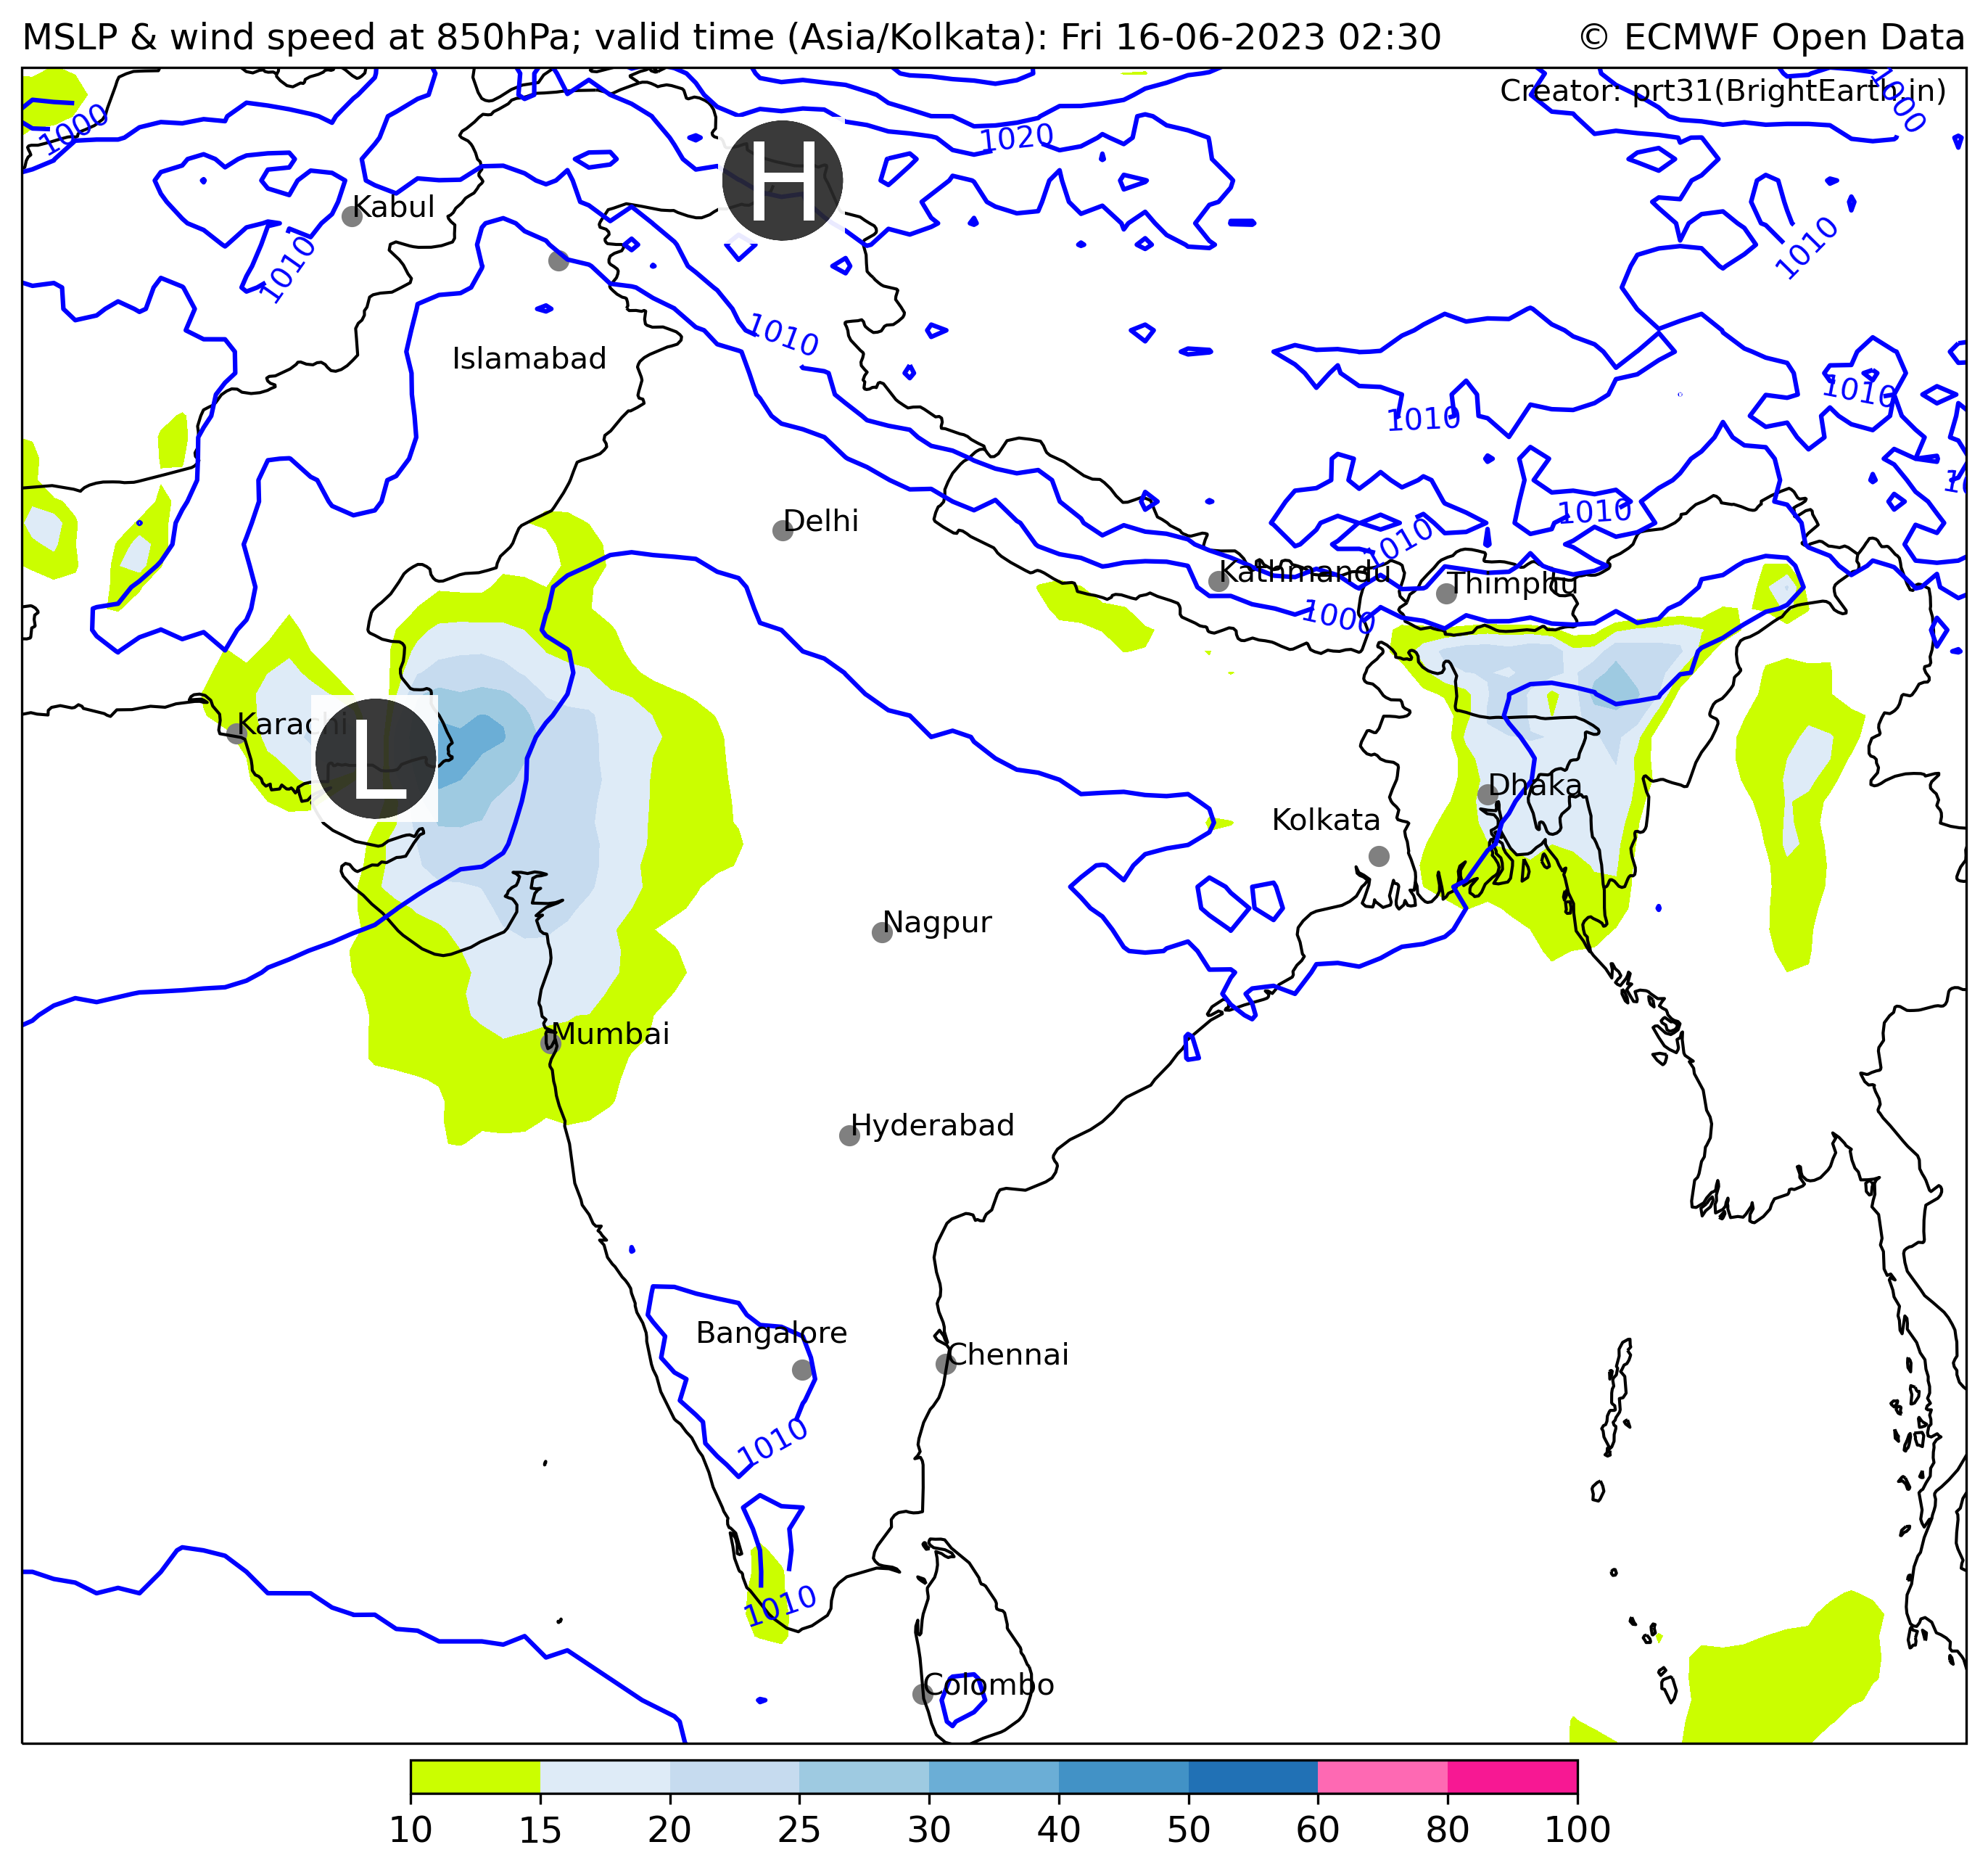 MSLP & wind speed at 850hPa; valid time (Asia/Kolkata): Fri 16-06-2023 02:30
© ECMWF Open Data
Creator: prt31(BrightEarth.in)
1000
1000
1020
H
Kabul
1010
1010
1010
Islamabad
1010
1010
Delhi
1010
1010
Kathmandu
Thimphu
1000
Karachi
L
Dhaka
Kolkata
Nagpur
Mumbai
Hyderabad
Bangalore
Chennai
1010
1010
Colombo
10 15 20 25 30 40 50 60 80 100